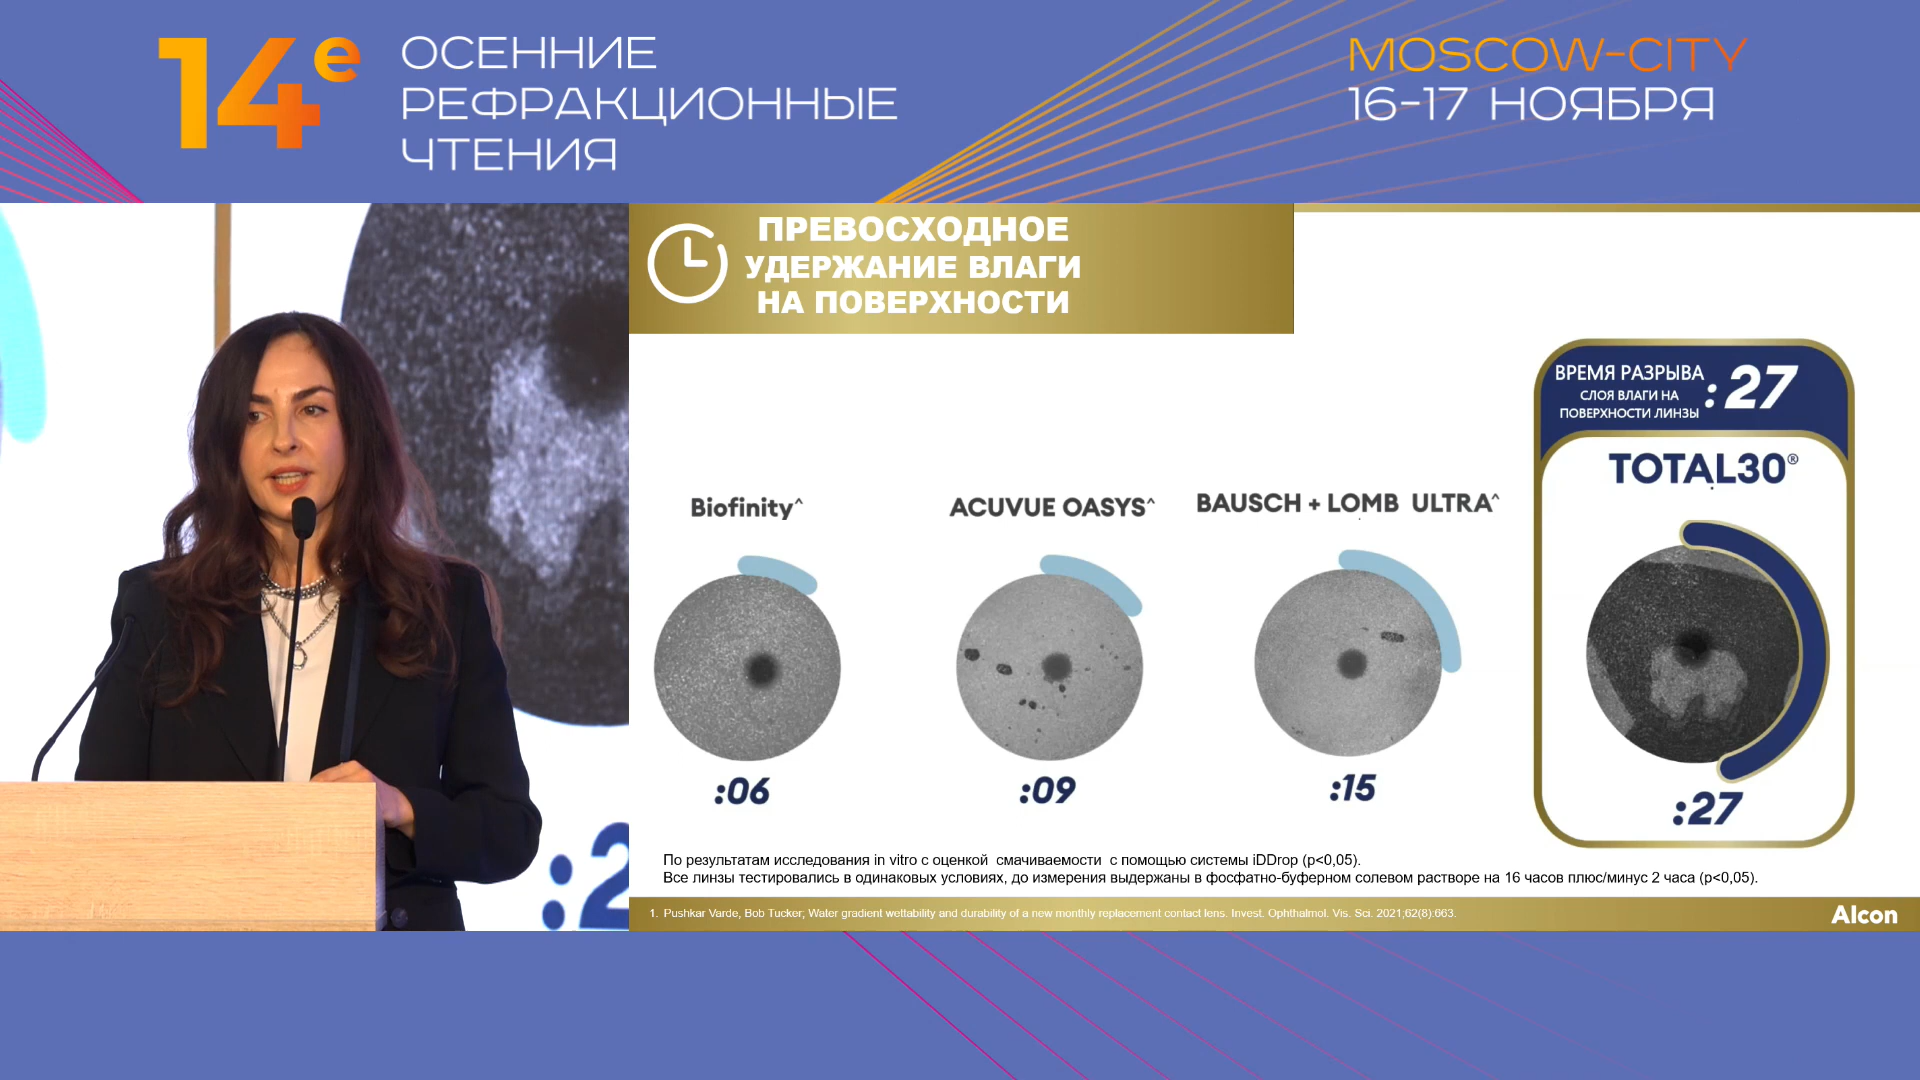 14е
ОСЕННИЕ
РЕФРАКЦИОННЫЕ
ЧТЕНИЯ
MOSCOW-CITY
16-17 НОЯБРЯ
ПРЕВОСХОДНОЕ
УДЕРЖАНИЕ ВЛАГИ
НА ПОВЕРХНОСТИ
ВРЕМЯ РАЗРЫВА
СЛОЯ ВЛАГИ НА
ПОВЕРХНОСТИ ЛИНЗЫ
:27
Biofinity^
ACUVUE OASYS^
BAUSCH + LOMB ULTRA^
TOTAL30®
:06
:09
:15
:27
:2
По результатам исследования in vitro с оценкой смачиваемости с помощью системы iDDrop (p<0,05).
Все линзы тестировались в одинаковых условиях, до измерения выдержаны в фосфатно-буферном солевом растворе на 16 часов плюс/минус 2 часа (p<0,05).
1. Pushkar Varde, Bob Tucker; Water gradient wettability and durability of a new monthly replacement contact lens. Invest. Ophthalmol. Vis. Sci. 2021;62(8):663.
Alcon